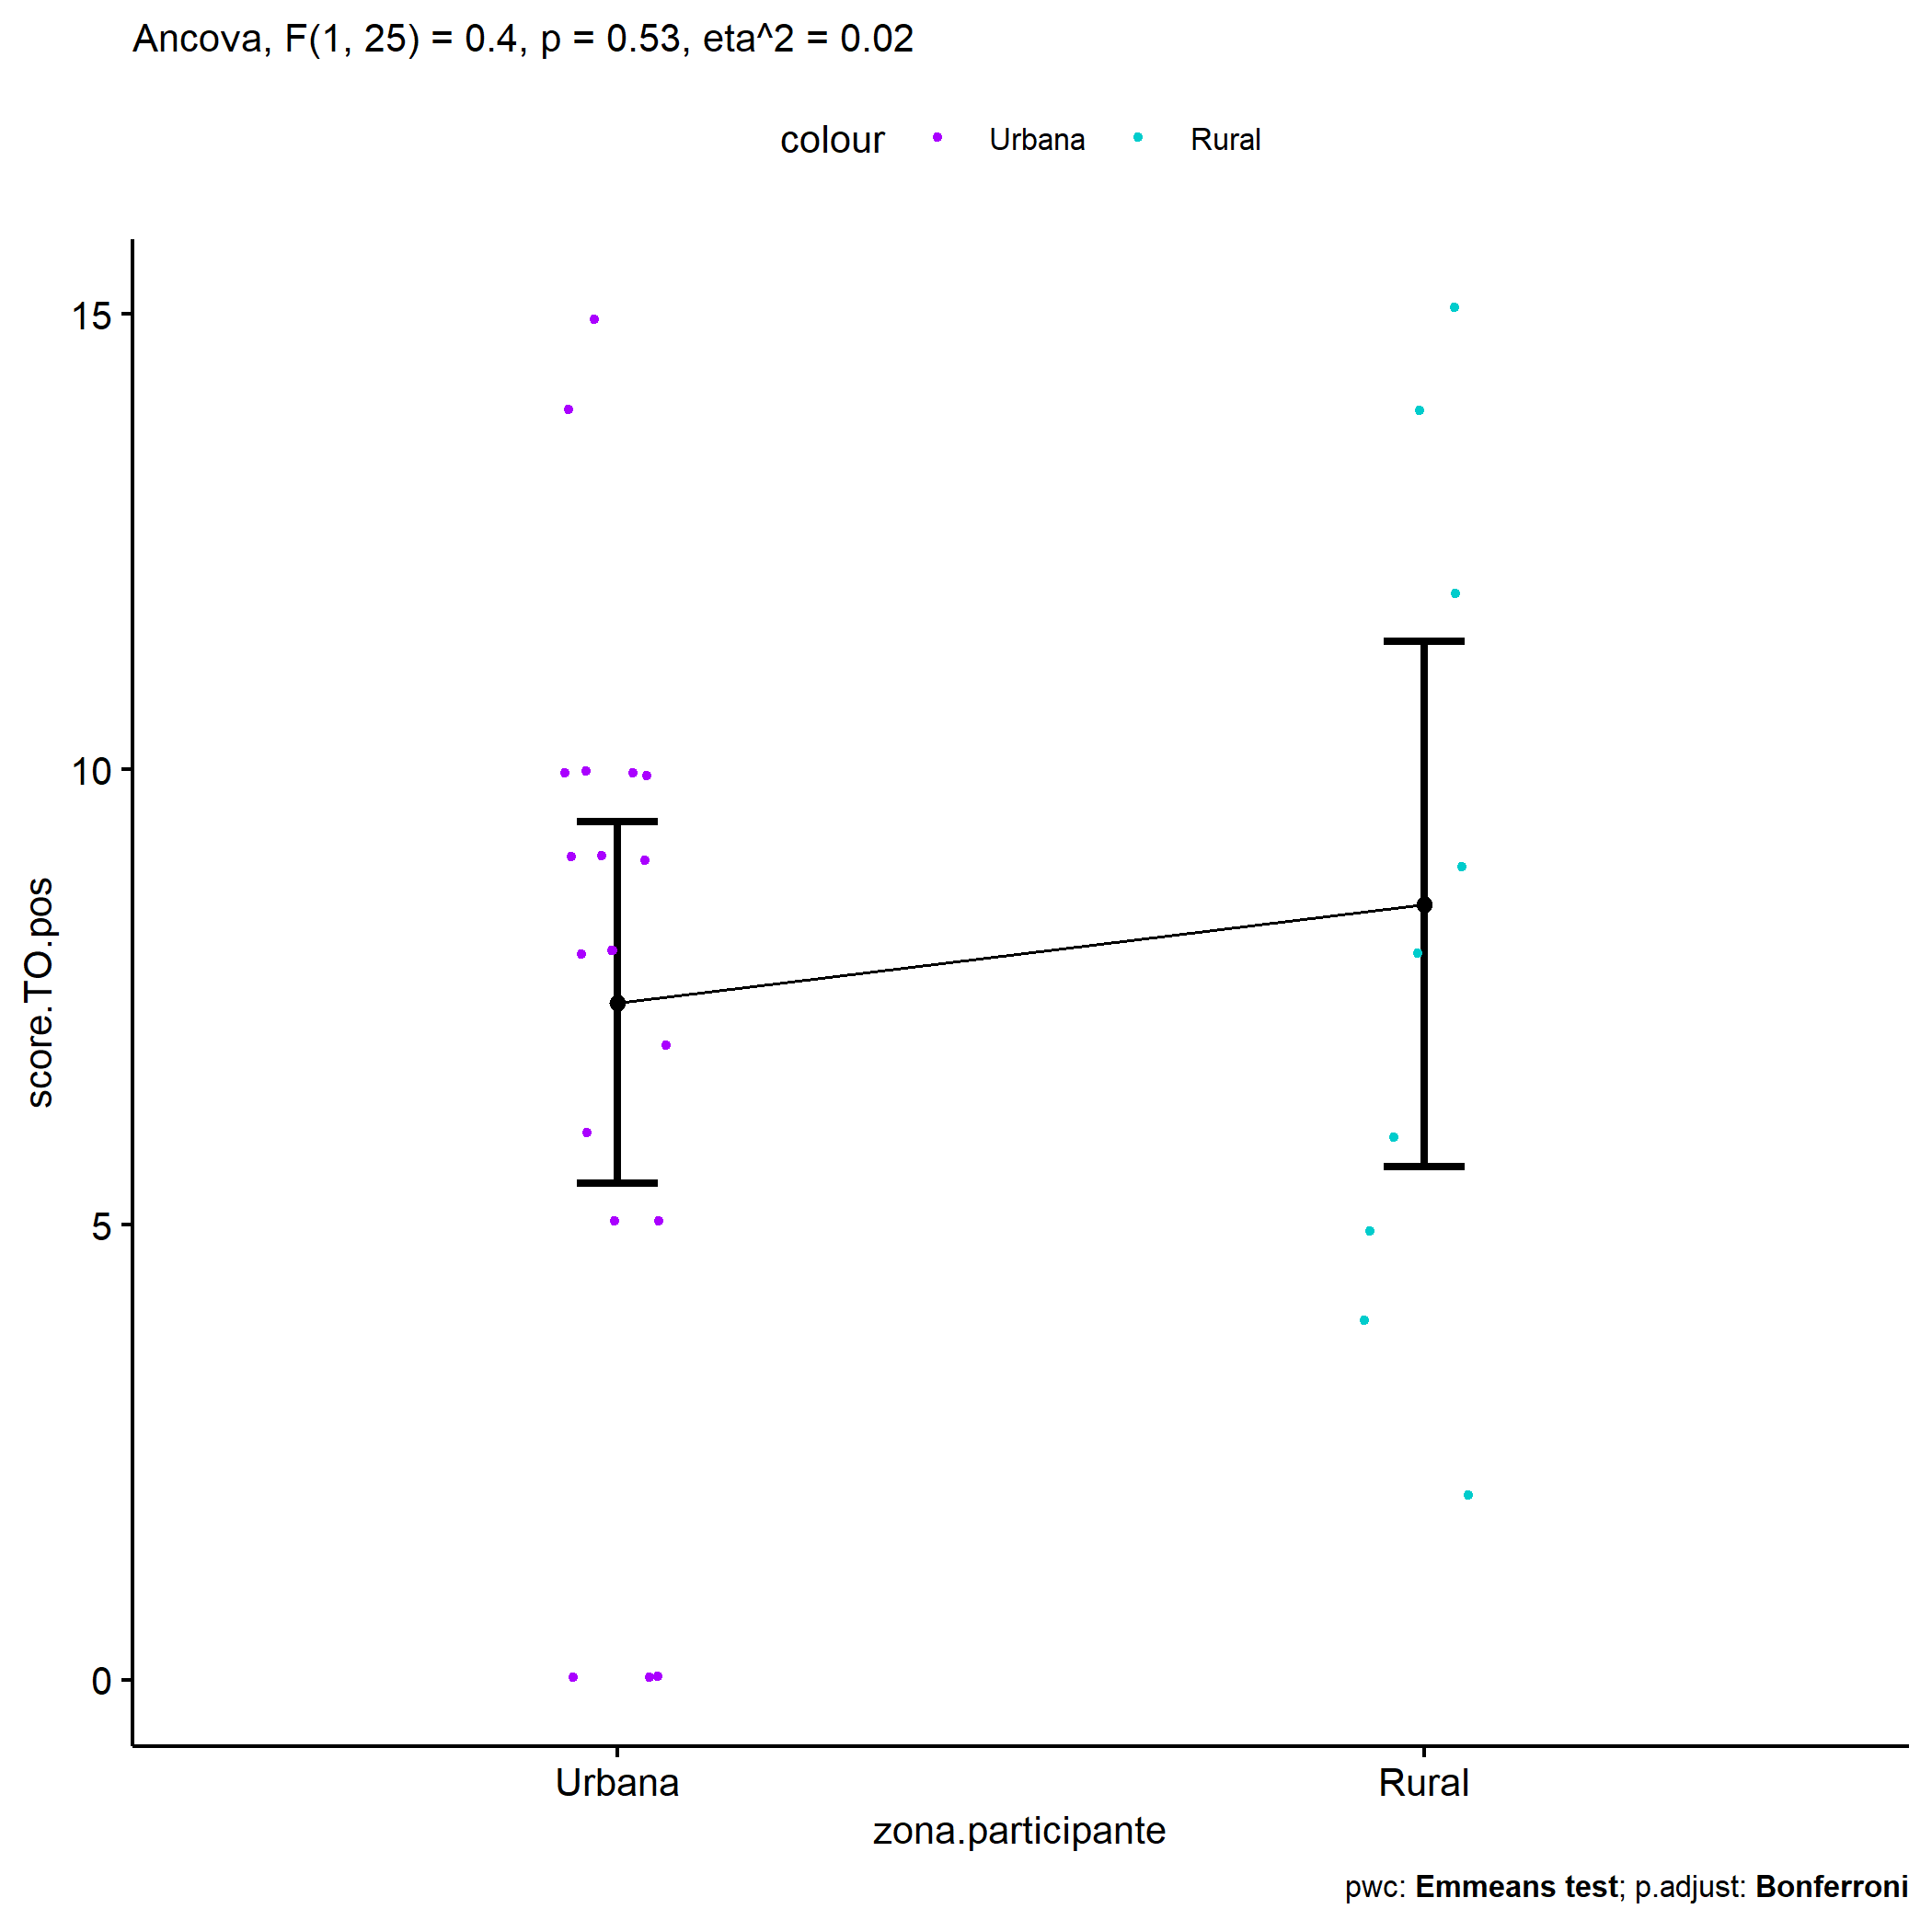 Ancova, F(1, 25) = 0.4, p = 0.53, eta^2 = 0.02
colour Urbana Rural
15
10
5
0
score.TO.pos
Urbana Rural
zona.participante
pwc: Emmeans test; p.adjust: Bonferroni